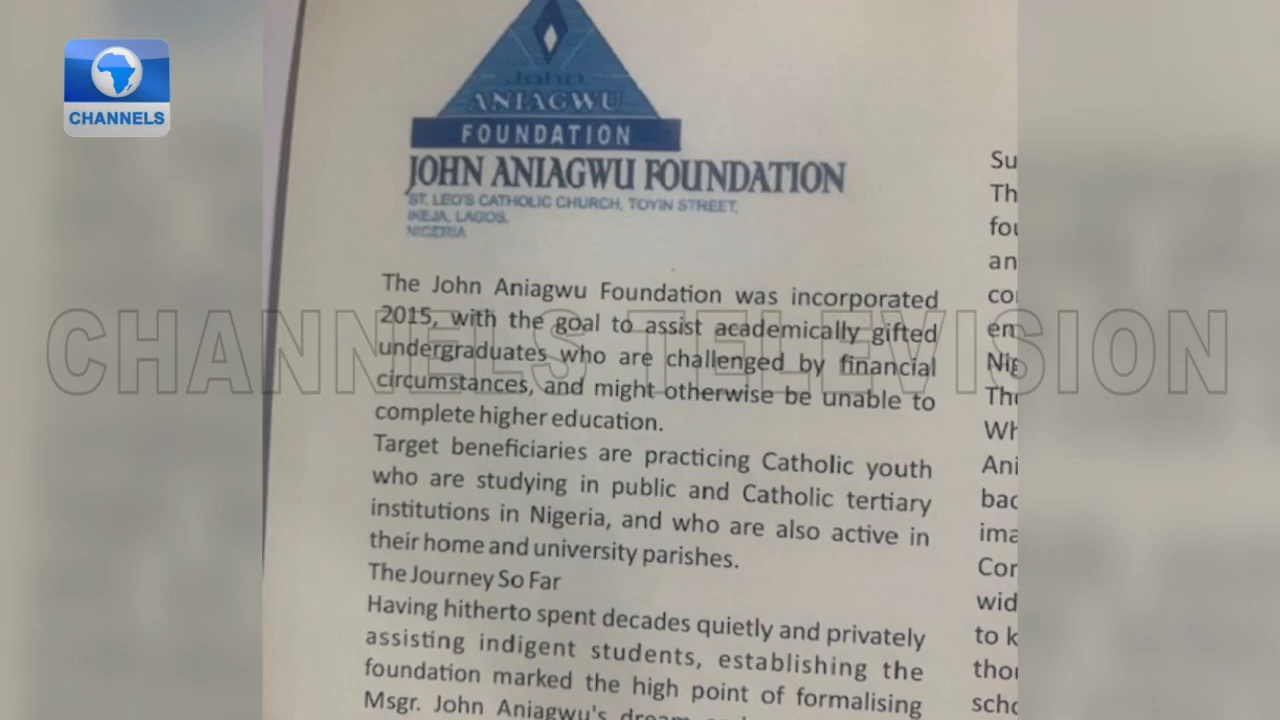 CHANNELS
John
ANIAGWU
FOUNDATION
JOHN ANIAGWU FOUNDATION
ST. LEO'S CATHOLIC CHURCH, TOYIN STREET,
IKEJA, LAGOS,
NIGERIA
The John Aniagwu Foundation was incorporated
2015, with the goal to assist academically gifted
undergraduates who are challenged by financial
circumstances, and might otherwise be unable to
complete higher education.
Target beneficiaries are practicing Catholic youth
who are studying in public and Catholic tertiary
institutions in Nigeria, and who are also active in
their home and university parishes.
The Journey So Far
Having hitherto spent decades quietly and privately
assisting indigent students, establishing the
foundation marked the high point of formalising
Msgr. John Aniagwu's
CHANNELS TELEVISION